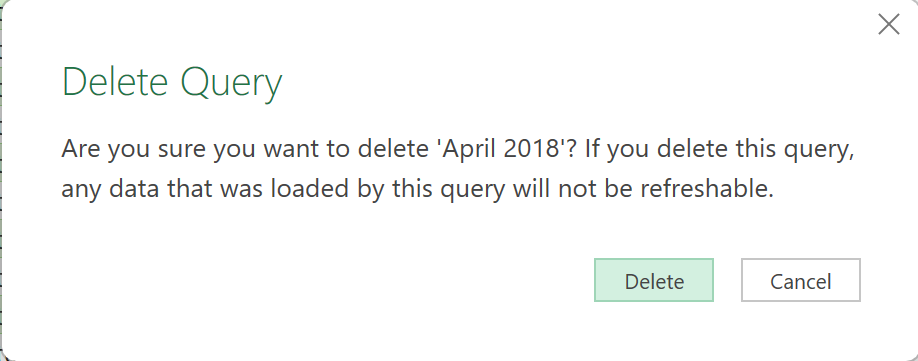 Delete Query
Are you sure you want to delete 'April 2018'? If you delete this query,
any data that was loaded by this query will not be refreshable.
Delete
Cancel